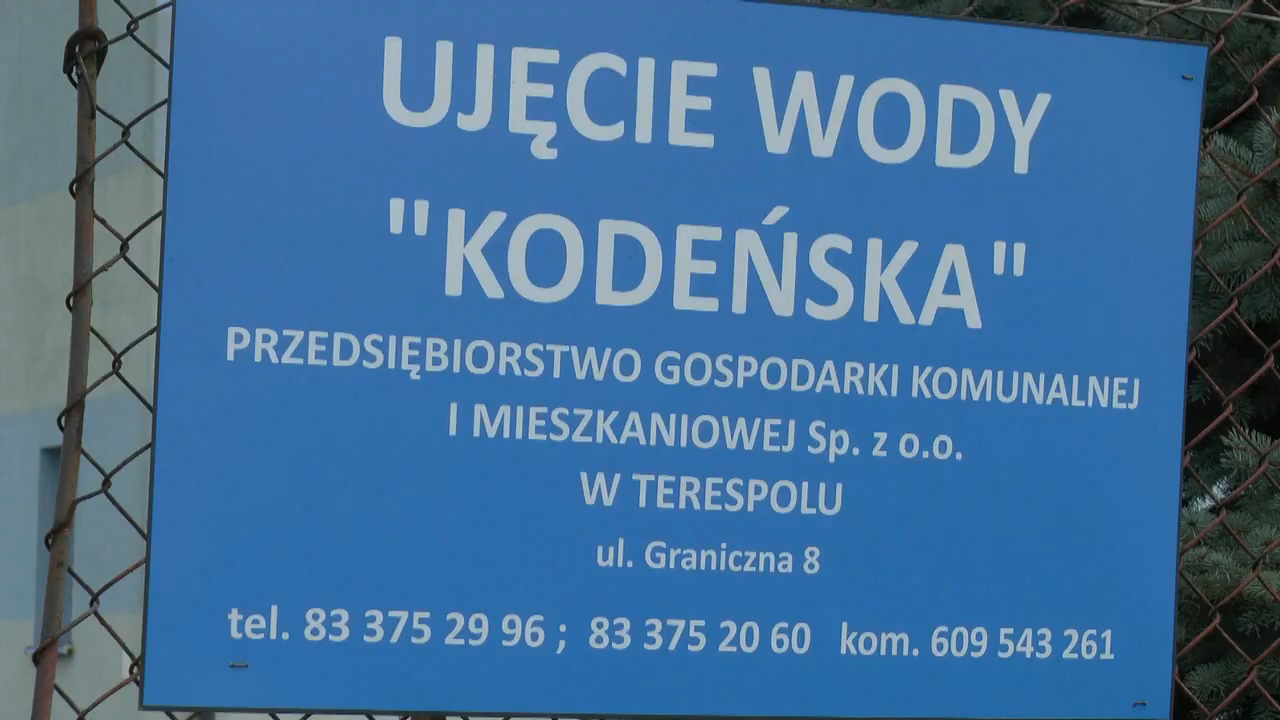 UJĘCIE WODY
"KODEŃSKA"
PRZEDSIĘBIORSTWO GOSPODARKI KOMUNALNEJ
I MIESZKANIOWEJ Sp. z o.o.
W TERESPOLU
ul. Graniczna 8
tel. 83 375 29 96 ; 83 375 20 60 kom. 609 543 261